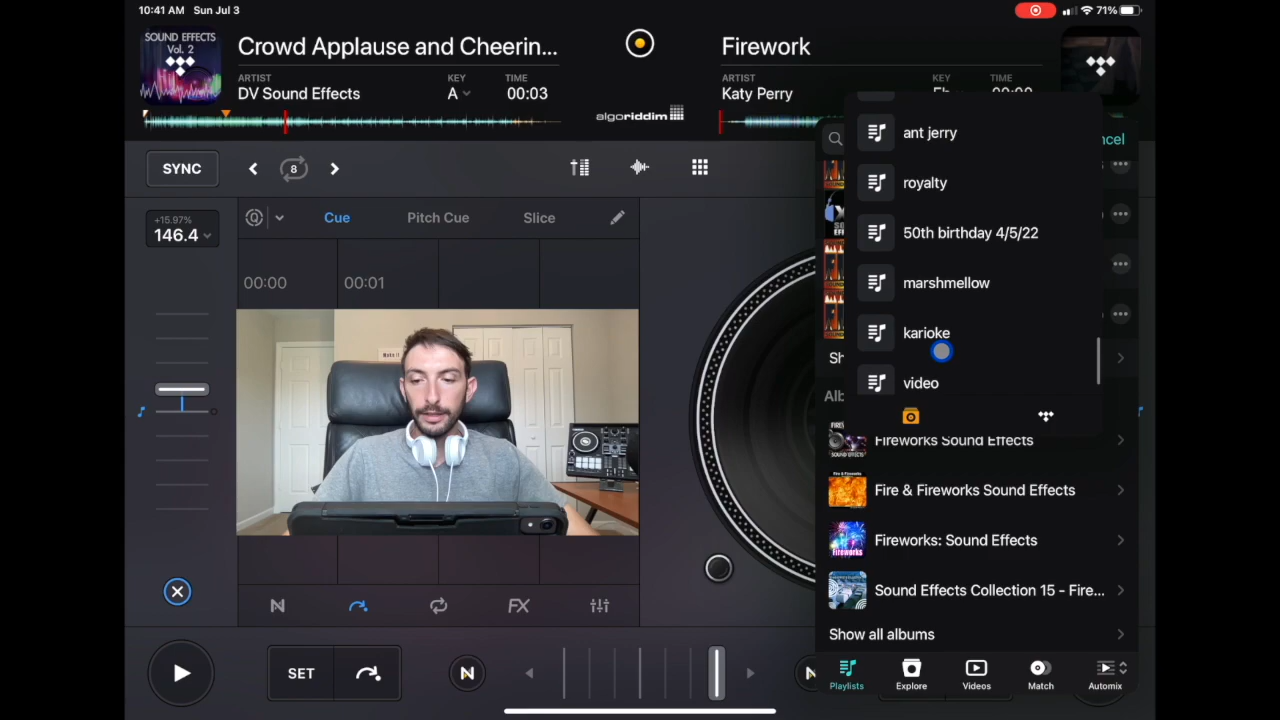 10:41 AM Sun Jul 3
71%
SOUND EFFECTS
Vol. 2
Crowd Applause and Cheerin...
ARTIST
DV Sound Effects
KEY
A
TIME
00:03
algoriddim
Firework
ARTIST
Katy Perry
KEY
TIME
SYNC
8
+15.97%
146.4
Cue
Pitch Cue
Slice
00:00
00:01
Make it
N
FX
SET
N
ant jerry
royalty
50th birthday 4/5/22
marshmellow
karioke
video
Fireworks Sound Effects
Fire & Fireworks Sound Effects
Fireworks: Sound Effects
Sound Effects Collection 15 - Fire...
Show all albums
Playlists
Explore
Videos
Match
Automix